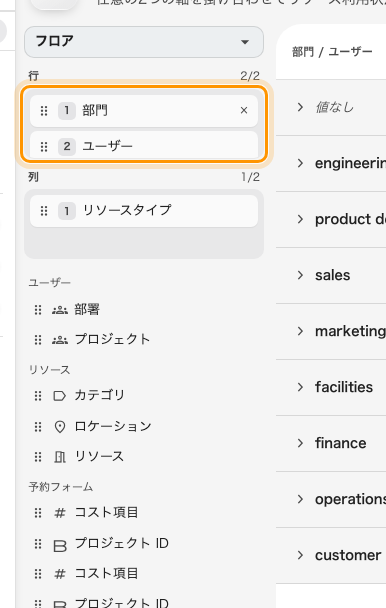 任意の2つの軸を掛け合わせてリソース利用状
フロア
部門 / ユーザー
行 2/2
1 部門 ×
2 ユーザー
列 1/2
1 リソースタイプ
ユーザー
部署
プロジェクト
リソース
カテゴリ
ロケーション
リソース
予約フォーム
コスト項目
プロジェクト ID
コスト項目
プロジェクト ID
値なし
engineerin
product de
sales
marketing
facilities
finance
operations
customer